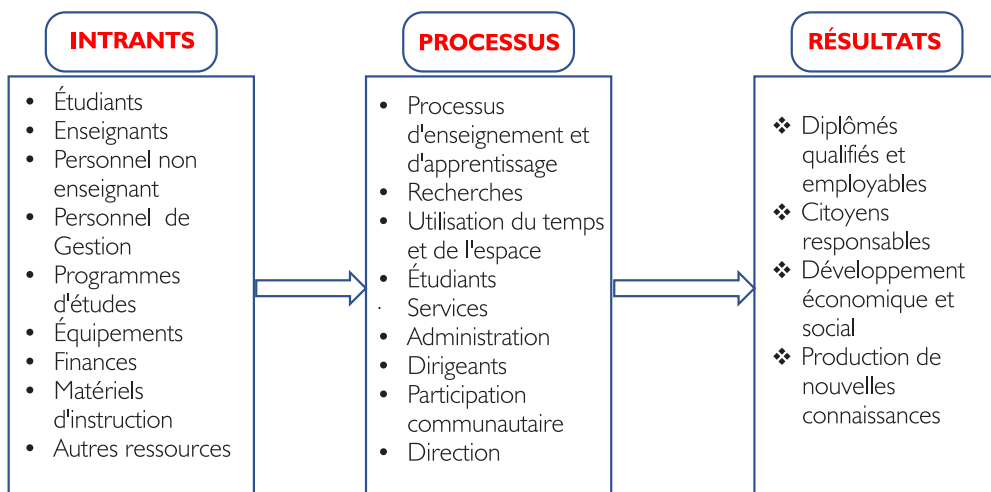 INTRANTS
• Étudiants
• Enseignants
• Personnel non
enseignant
• Personnel de
Gestion
• Programmes
d'études
• Équipements
• Finances
• Matériels
d'instruction
• Autres ressources
PROCESSUS
• Processus
d'enseignement et
d'apprentissage
• Recherches
• Utilisation du temps
et de l'espace
• Étudiants
· Services
• Administration
• Dirigeants
• Participation
communautaire
• Direction
RÉSULTATS
❖ Diplômés
qualifiés et
employables
❖ Citoyens
responsables
❖ Développement
économique et
social
❖ Production de
nouvelles
connaissances